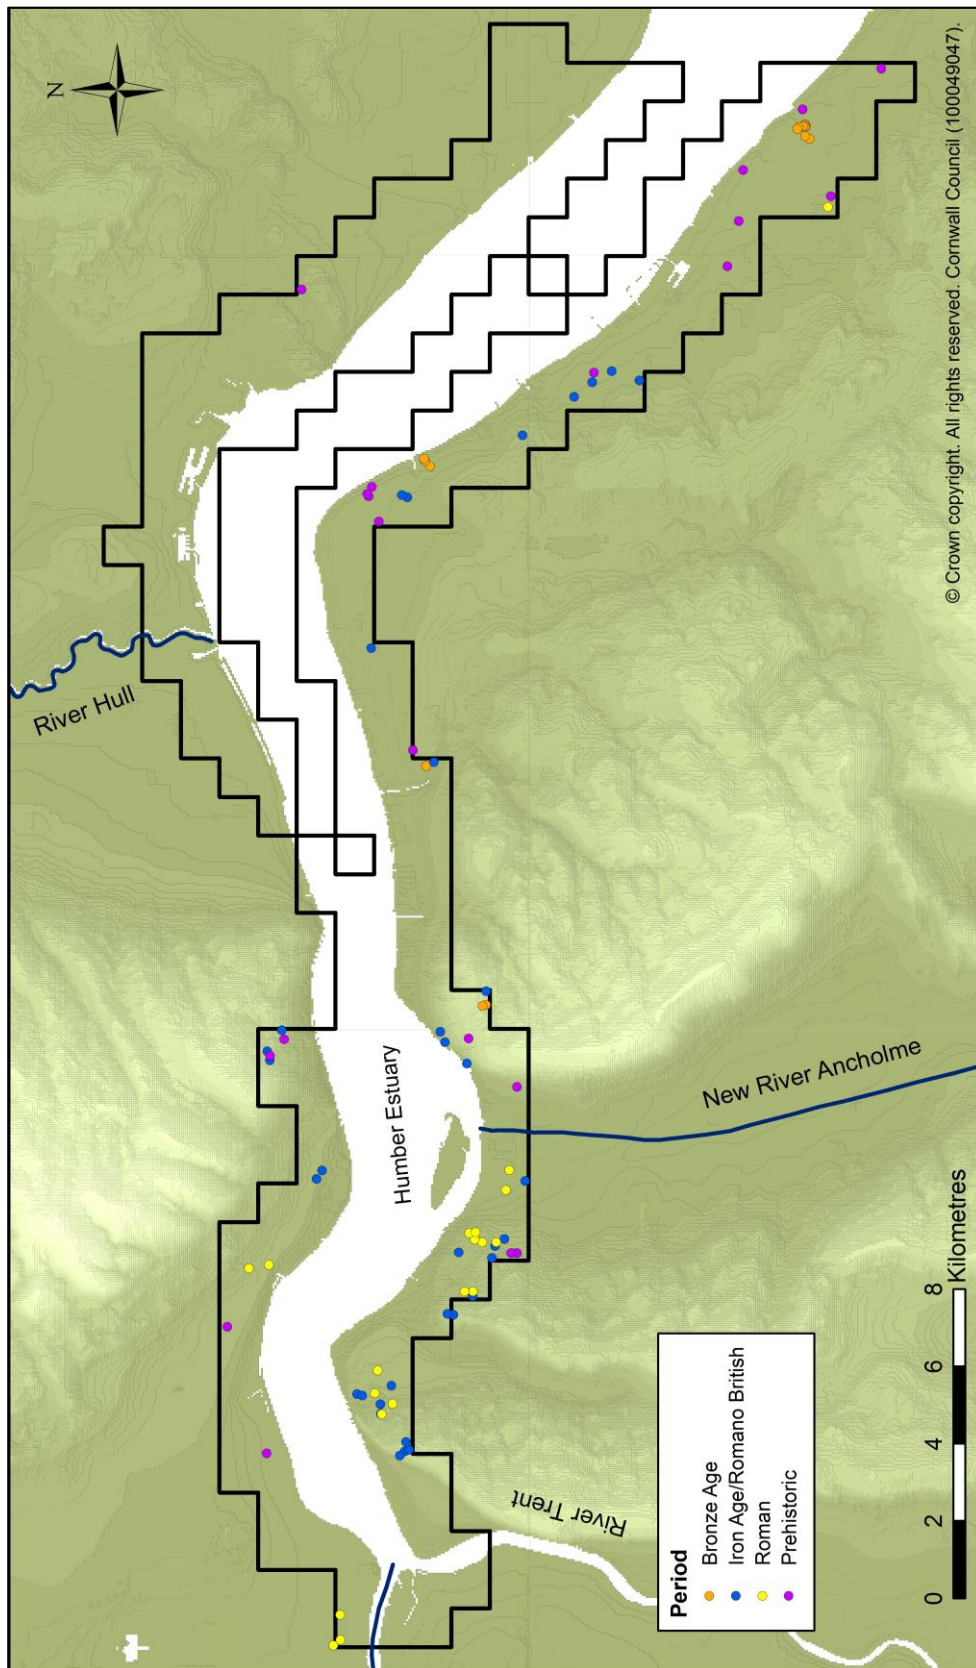 N
River Hull
Humber Estuary
New River Ancholme
River Trent
Period
Bronze Age
Iron Age/Romano British
Roman
Prehistoric
0 2 4 6 8
Kilometres
© Crown copyright. All rights reserved. Cornwall Council (100049047).